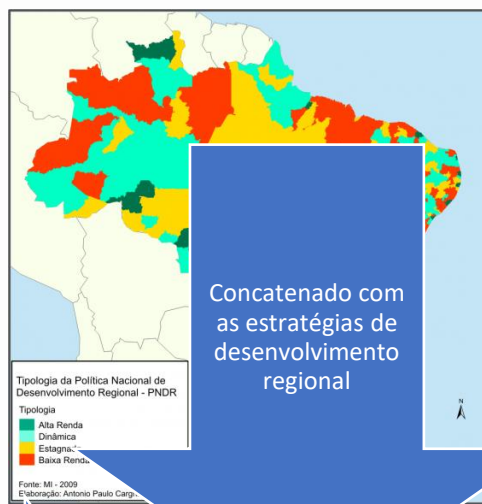 Concatenado com
as estratégias de
desenvolvimento
regional
Tipologia da Política Nacional de
Desenvolvimento Regional - PNDR
Tipologia
Alta Renda
Dinâmica
Estagnada
Baixa Renda
N
Fonte: MI - 2009
Elaboração: Antonio Paulo